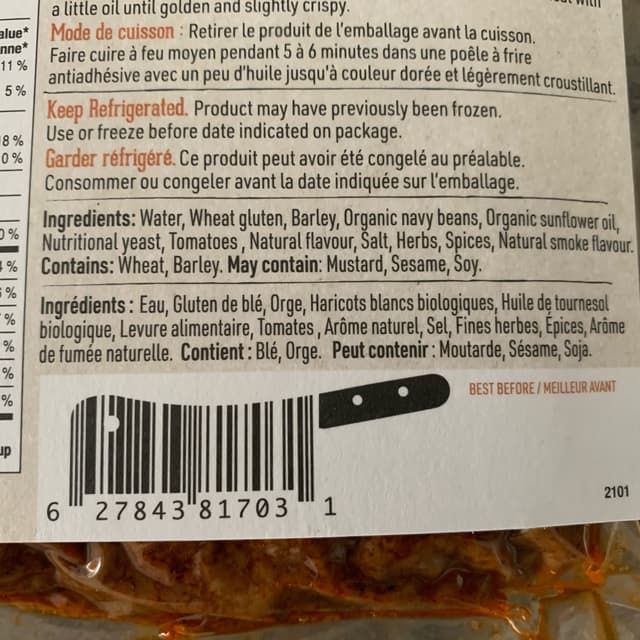 a little oil until golden and slightly crispy.
Mode de cuisson : Retirer le produit de l'emballage avant la cuisson.
Faire cuire à feu moyen pendant 5 à 6 minutes dans une poêle à frire
antiadhésive avec un peu d'huile jusqu'à couleur dorée et légèrement croustillant.
Keep Refrigerated. Product may have previously been frozen.
Use or freeze before date indicated on package.
Garder réfrigéré. Ce produit peut avoir été congelé au préalable.
Consommer ou congeler avant la date indiquée sur l'emballage.
Ingredients: Water, Wheat gluten, Barley, Organic navy beans, Organic sunflower oil,
Nutritional yeast, Tomatoes , Natural flavour, Salt, Herbs, Spices, Natural smoke flavour.
Contains: Wheat, Barley. May contain: Mustard, Sesame, Soy.
Ingrédients : Eau, Gluten de blé, Orge, Haricots blancs biologiques, Huile de tournesol
biologique, Levure alimentaire, Tomates , Arôme naturel, Sel, Fines herbes, Épices, Arôme
de fumée naturelle. Contient : Blé, Orge. Peut contenir : Moutarde, Sésame, Soja.
BEST BEFORE / MEILLEUR AVANT
2101
6 27843 81703 1
11 %
5 %